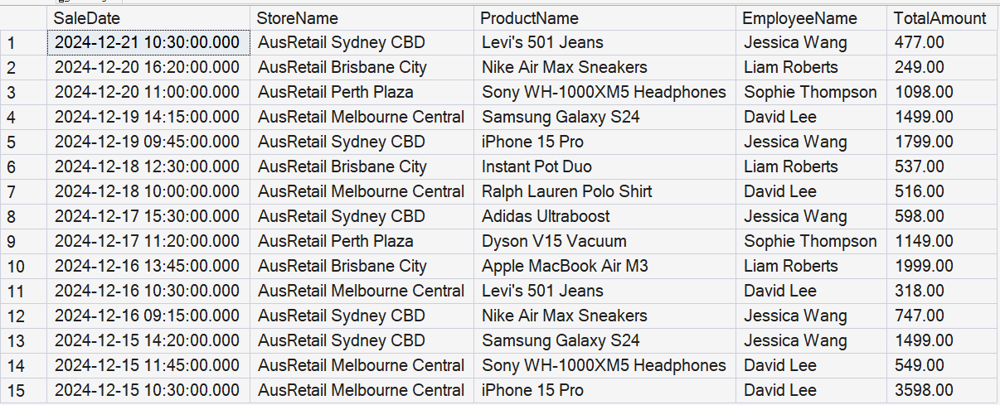 SaleDate StoreName ProductName EmployeeName TotalAmount
1 2024-12-21 10:30:00.000 AusRetail Sydney CBD Levi's 501 Jeans Jessica Wang 477.00
2 2024-12-20 16:20:00.000 AusRetail Brisbane City Nike Air Max Sneakers Liam Roberts 249.00
3 2024-12-20 11:00:00.000 AusRetail Perth Plaza Sony WH-1000XM5 Headphones Sophie Thompson 1098.00
4 2024-12-19 14:15:00.000 AusRetail Melbourne Central Samsung Galaxy S24 David Lee 1499.00
5 2024-12-19 09:45:00.000 AusRetail Sydney CBD iPhone 15 Pro Jessica Wang 1799.00
6 2024-12-18 12:30:00.000 AusRetail Brisbane City Instant Pot Duo Liam Roberts 537.00
7 2024-12-18 10:00:00.000 AusRetail Melbourne Central Ralph Lauren Polo Shirt David Lee 516.00
8 2024-12-17 15:30:00.000 AusRetail Sydney CBD Adidas Ultraboost Jessica Wang 598.00
9 2024-12-17 11:20:00.000 AusRetail Perth Plaza Dyson V15 Vacuum Sophie Thompson 1149.00
10 2024-12-16 13:45:00.000 AusRetail Brisbane City Apple MacBook Air M3 Liam Roberts 1999.00
11 2024-12-16 10:30:00.000 AusRetail Melbourne Central Levi's 501 Jeans David Lee 318.00
12 2024-12-16 09:15:00.000 AusRetail Sydney CBD Nike Air Max Sneakers Jessica Wang 747.00
13 2024-12-15 14:20:00.000 AusRetail Sydney CBD Samsung Galaxy S24 Jessica Wang 1499.00
14 2024-12-15 11:45:00.000 AusRetail Melbourne Central Sony WH-1000XM5 Headphones David Lee 549.00
15 2024-12-15 10:30:00.000 AusRetail Melbourne Central iPhone 15 Pro David Lee 3598.00